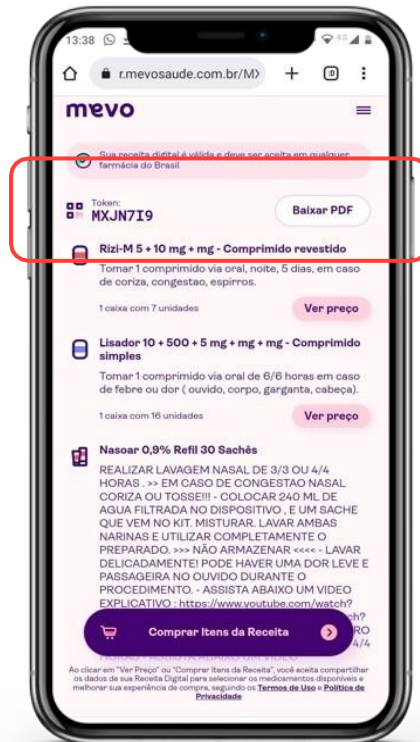 13:38
r.mevosaude.com.br/MX
mevo
Sua receita digital é válida e deve ser aceita em qualquer
farmácia do Brasil
Token:
MXJN7I9
Baixar PDF
Rizi-M 5 + 10 mg + mg - Comprimido revestido
Tomar 1 comprimido via oral, noite, 5 dias, em caso
de coriza, congestao, espirros.
1 caixa com 7 unidades
Ver preço
Lisador 10 + 500 + 5 mg + mg + mg - Comprimido
simples
Tomar 1 comprimido via oral de 6/6 horas em caso
de febre ou dor ( ouvido, corpo, garganta, cabeça).
1 caixa com 16 unidades
Ver preço
Nasoar 0,9% Refil 30 Sachês
REALIZAR LAVAGEM NASAL DE 3/3 OU 4/4
HORAS . >> EM CASO DE CONGESTAO NASAL
CORIZA OU TOSSE!!! - COLOCAR 240 ML DE
AGUA FILTRADA NO DISPOSITIVO , E UM SACHE
QUE VEM NO KIT. MISTURAR. LAVAR AMBAS
NARINAS E UTILIZAR COMPLETAMENTE O
PREPARADO. >>> NÃO ARMAZENAR <<<< - LAVAR
DELICADAMENTE! PODE HAVER UMA DOR LEVE E
PASSAGEIRA NO OUVIDO DURANTE O
PROCEDIMENTO. - ASSISTA ABAIXO UM VIDEO
EXPLICATIVO : https://www.youtube.com/watch?
Comprar Itens da Receita
RO
4/4
Ao clicar em "Ver Preço" ou "Comprar Itens da Receita", você aceita compartilhar
os dados da sua Receita Digital para selecionar os medicamentos disponíveis e
melhorar sua experiência de compra, seguindo os Termos de Uso e Política de
Privacidade